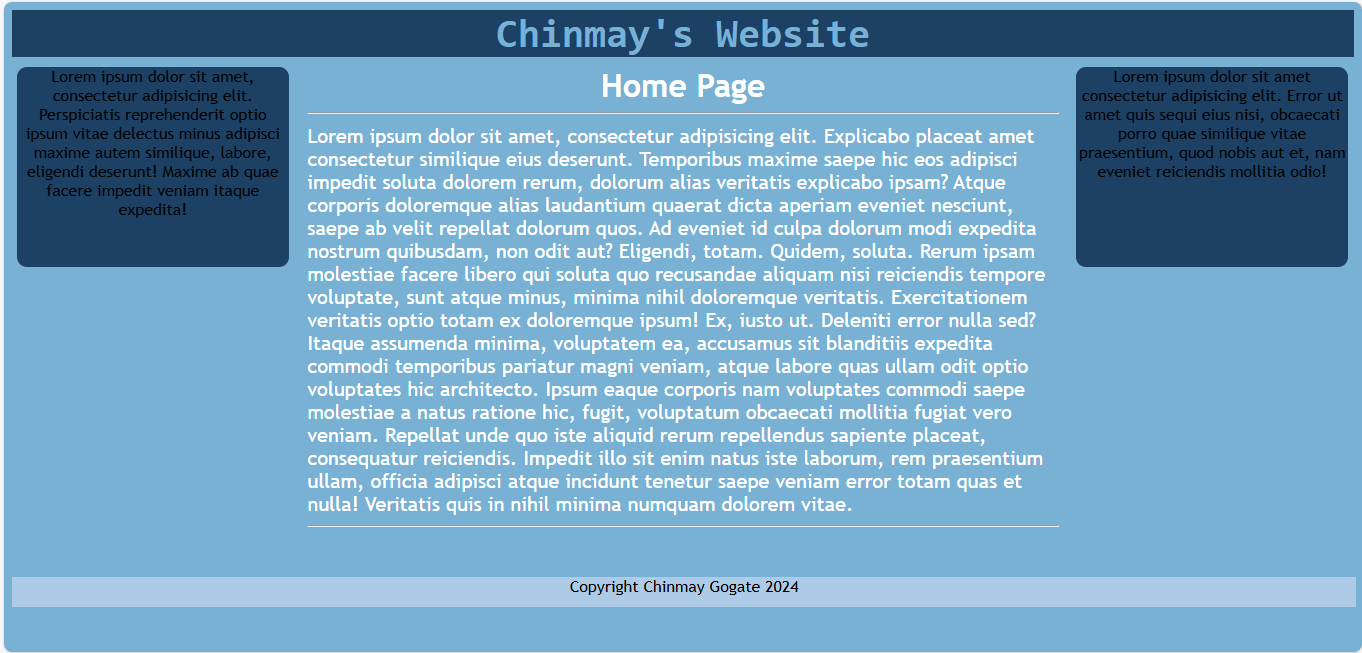 Chinmay's Website
Lorem ipsum dolor sit amet,
consectetur adipisicing elit.
Perspiciatis reprehenderit optio
ipsum vitae delectus minus adipisci
maxime autem similique, labore,
eligendi deserunt! Maxime ab quae
facere impedit veniam itaque
expedita!
Home Page
Lorem ipsum dolor sit amet, consectetur adipisicing elit. Explicabo placeat amet
consectetur similique eius deserunt. Temporibus maxime saepe hic eos adipisci
impedit soluta dolorem rerum, dolorum alias veritatis explicabo ipsam? Atque
corporis doloremque alias laudantium quaerat dicta aperiam eveniet nesciunt,
saepe ab velit repellat dolorum quos. Ad eveniet id culpa dolorum modi expedita
nostrum quibusdam, non odit aut? Eligendi, totam. Quidem, soluta. Rerum ipsam
molestiae facere libero qui soluta quo recusandae aliquam nisi reiciendis tempore
voluptate, sunt atque minus, minima nihil doloremque veritatis. Exercitationem
veritatis optio totam ex doloremque ipsum! Ex, iusto ut. Deleniti error nulla sed?
Itaque assumenda minima, voluptatem ea, accusamus sit blanditiis expedita
commodi temporibus pariatur magni veniam, atque labore quas ullam odit optio
voluptates hic architecto. Ipsum eaque corporis nam voluptates commodi saepe
molestiae a natus ratione hic, fugit, voluptatum obcaecati mollitia fugiat vero
veniam. Repellat unde quo iste aliquid rerum repellendus sapiente placeat,
consequatur reiciendis. Impedit illo sit enim natus iste laborum, rem praesentium
ullam, officia adipisci atque incidunt tenetur saepe veniam error totam quas et
nulla! Veritatis quis in nihil minima numquam dolorem vitae.
Lorem ipsum dolor sit amet
consectetur adipisicing elit. Error ut
amet quis sequi eius nisi, obcaecati
porro quae similique vitae
praesentium, quod nobis aut et, nam
eveniet reiciendis mollitia odio!
Copyright Chinmay Gogate 2024